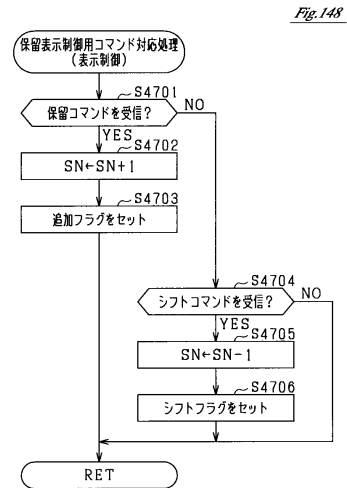 Fig.148
保留表示制御用コマンド対応処理
(表示制御)
S4701
保留コマンドを受信?
NO
YES
S4702
SN←SN+1
S4703
追加フラグをセット
S4704
シフトコマンドを受信?
NO
YES
S4705
SN←SN-1
S4706
シフトフラグをセット
RET